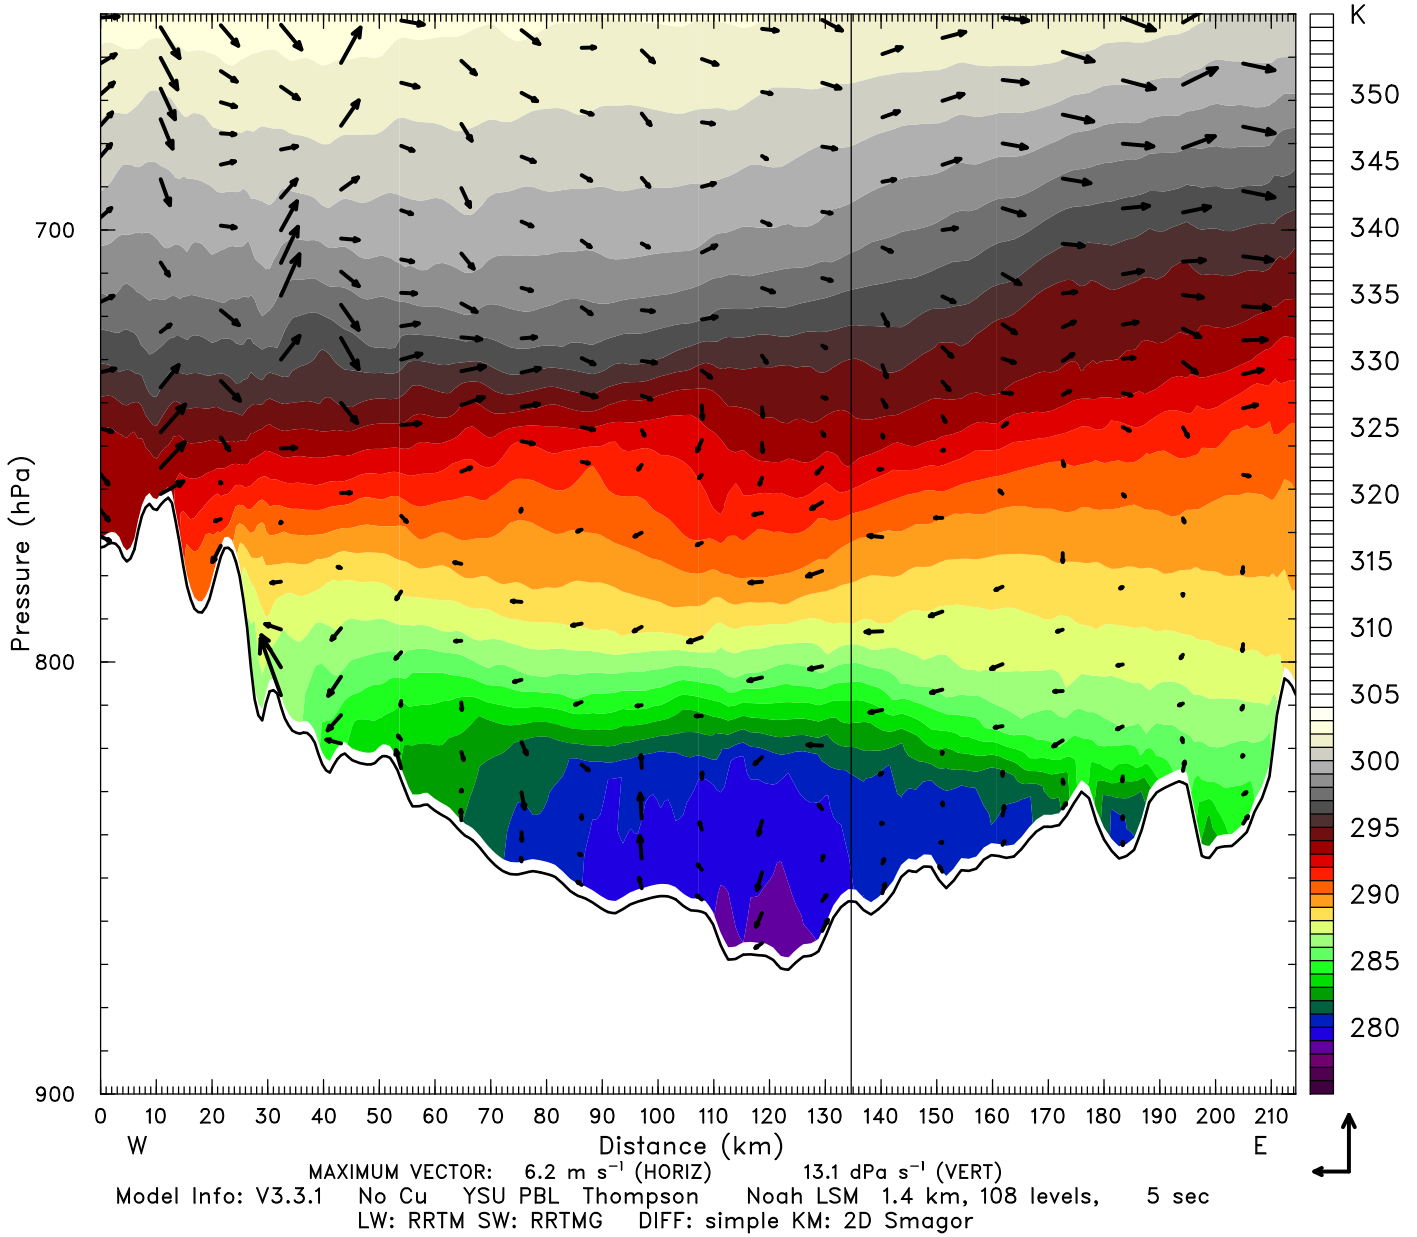 K
350
345
340
335
330
325
320
315
310
305
300
295
290
285
280
700
800
900
Pressure (hPa)
0 10 20 30 40 50 60 70 80 90 100 110 120 130 140 150 160 170 180 190 200 210
W Distance (km) E
MAXIMUM VECTOR: 6.2 m s⁻¹ (HORIZ) 13.1 dPa s⁻¹ (VERT)
Model Info: V3.3.1 No Cu YSU PBL Thompson Noah LSM 1.4 km, 108 levels, 5 sec
LW: RRTM SW: RRTMG DIFF: simple KM: 2D Smagor